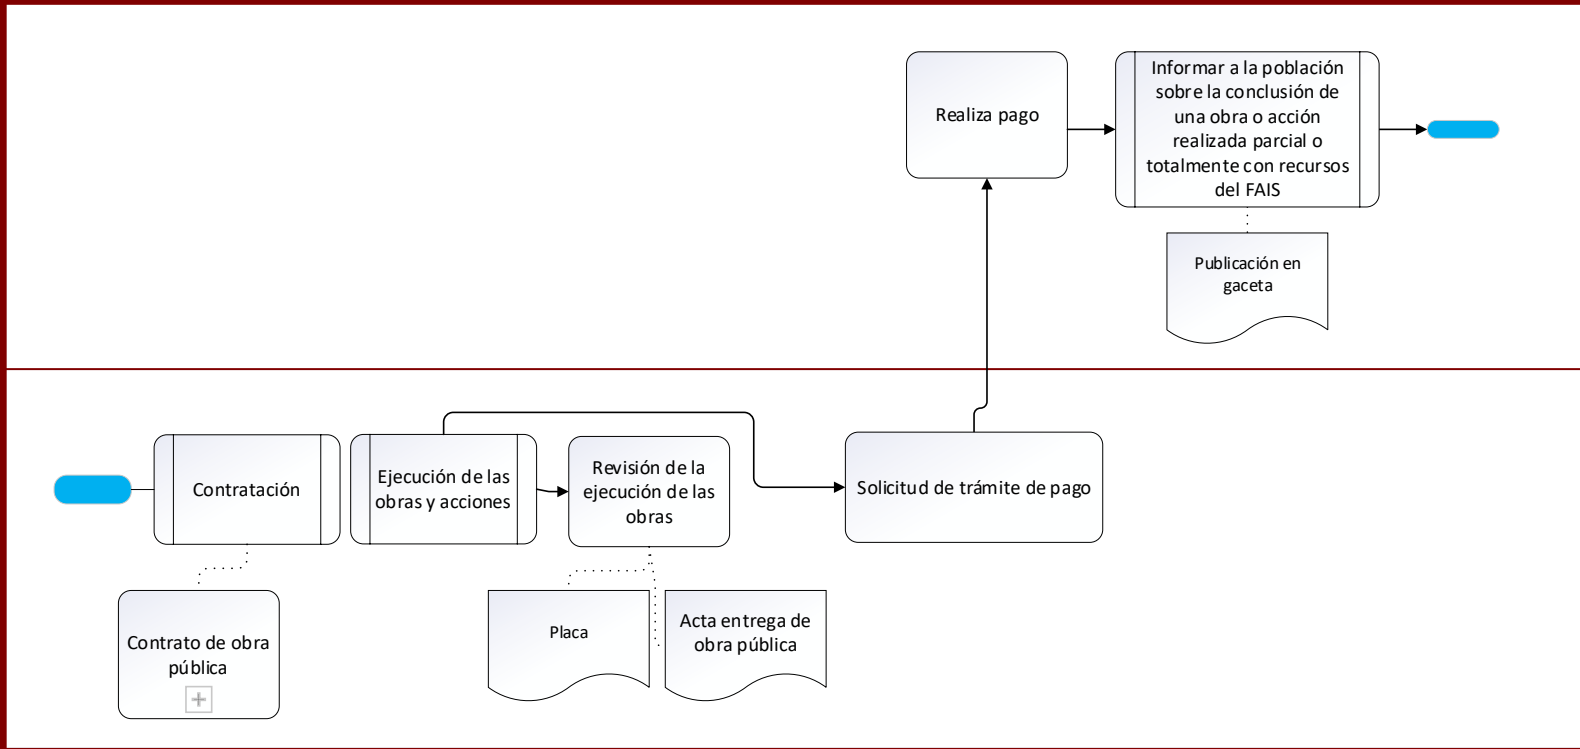 Realiza pago
Informar a la población
sobre la conclusión de
una obra o acción
realizada parcial o
totalmente con recursos
del FAIS
Publicación en
gaceta
Contratación
Ejecución de las
obras y acciones
Revisión de la
ejecución de las
obras
Solicitud de trámite de pago
Contrato de obra
pública
Placa
Acta entrega de
obra pública